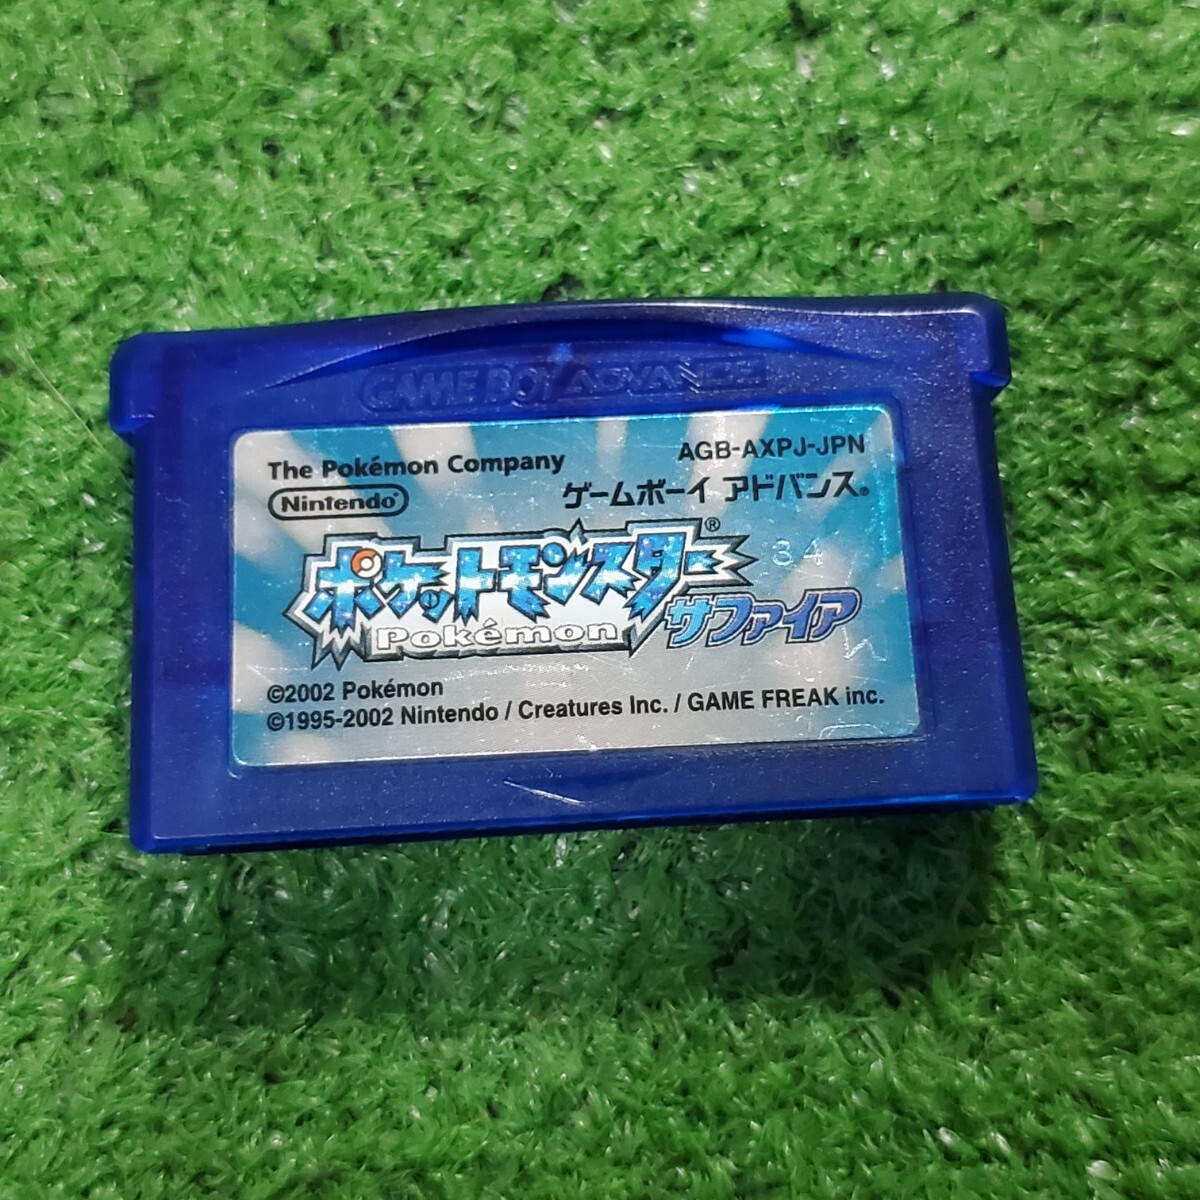 GAME BOY ADVANCE
The Pokémon Company
AGB-AXPJ-JPN
Nintendo®
ゲームボーイ アドバンス®
ポケットモンスター®
34
Pokémon
サファイア
©2002 Pokémon
©1995-2002 Nintendo / Creatures Inc. / GAME FREAK inc.